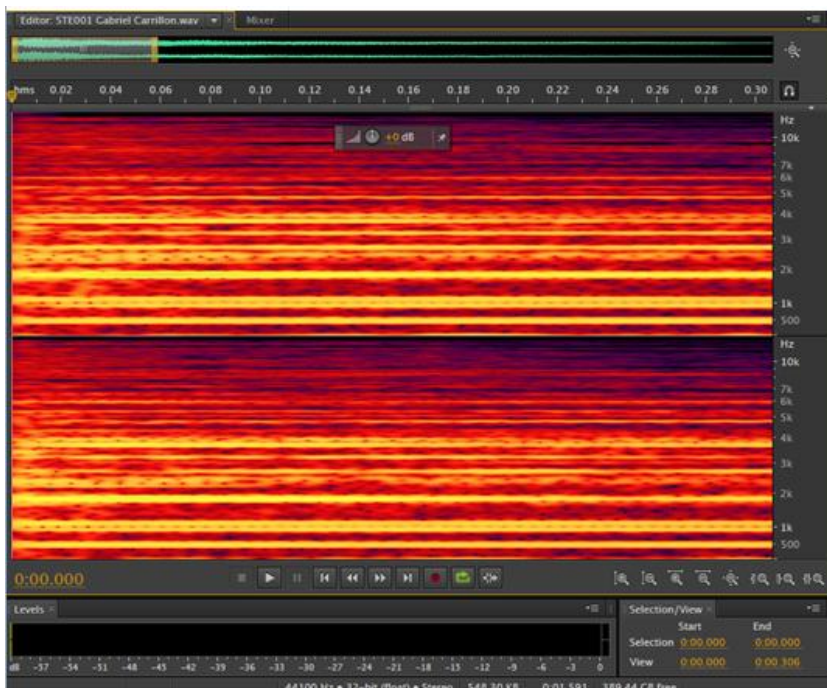 Editor: STE001 Gabriel Carrillon.wav Mixer
hms 0.02 0.04 0.06 0.08 0.10 0.12 0.14 0.16 0.18 0.20 0.22 0.24 0.26 0.28 0.30
+0 dB
Hz
10k
7k
6k
5k
4k
3k
2k
1k
500
Hz
10k
7k
6k
5k
4k
3k
2k
1k
500
0:00.000
Levels Selection/View
Start End
Selection 0:00.000 0:00.000
View 0:00.000 0:00.306
dB -57 -54 -51 -48 -45 -42 -39 -36 -33 -30 -27 -24 -21 -18 -15 -12 -9 -6 -3 0
44100 Hz • 32-bit (float) • Stereo 548.30 KB 0:01.591 389.44 GB free